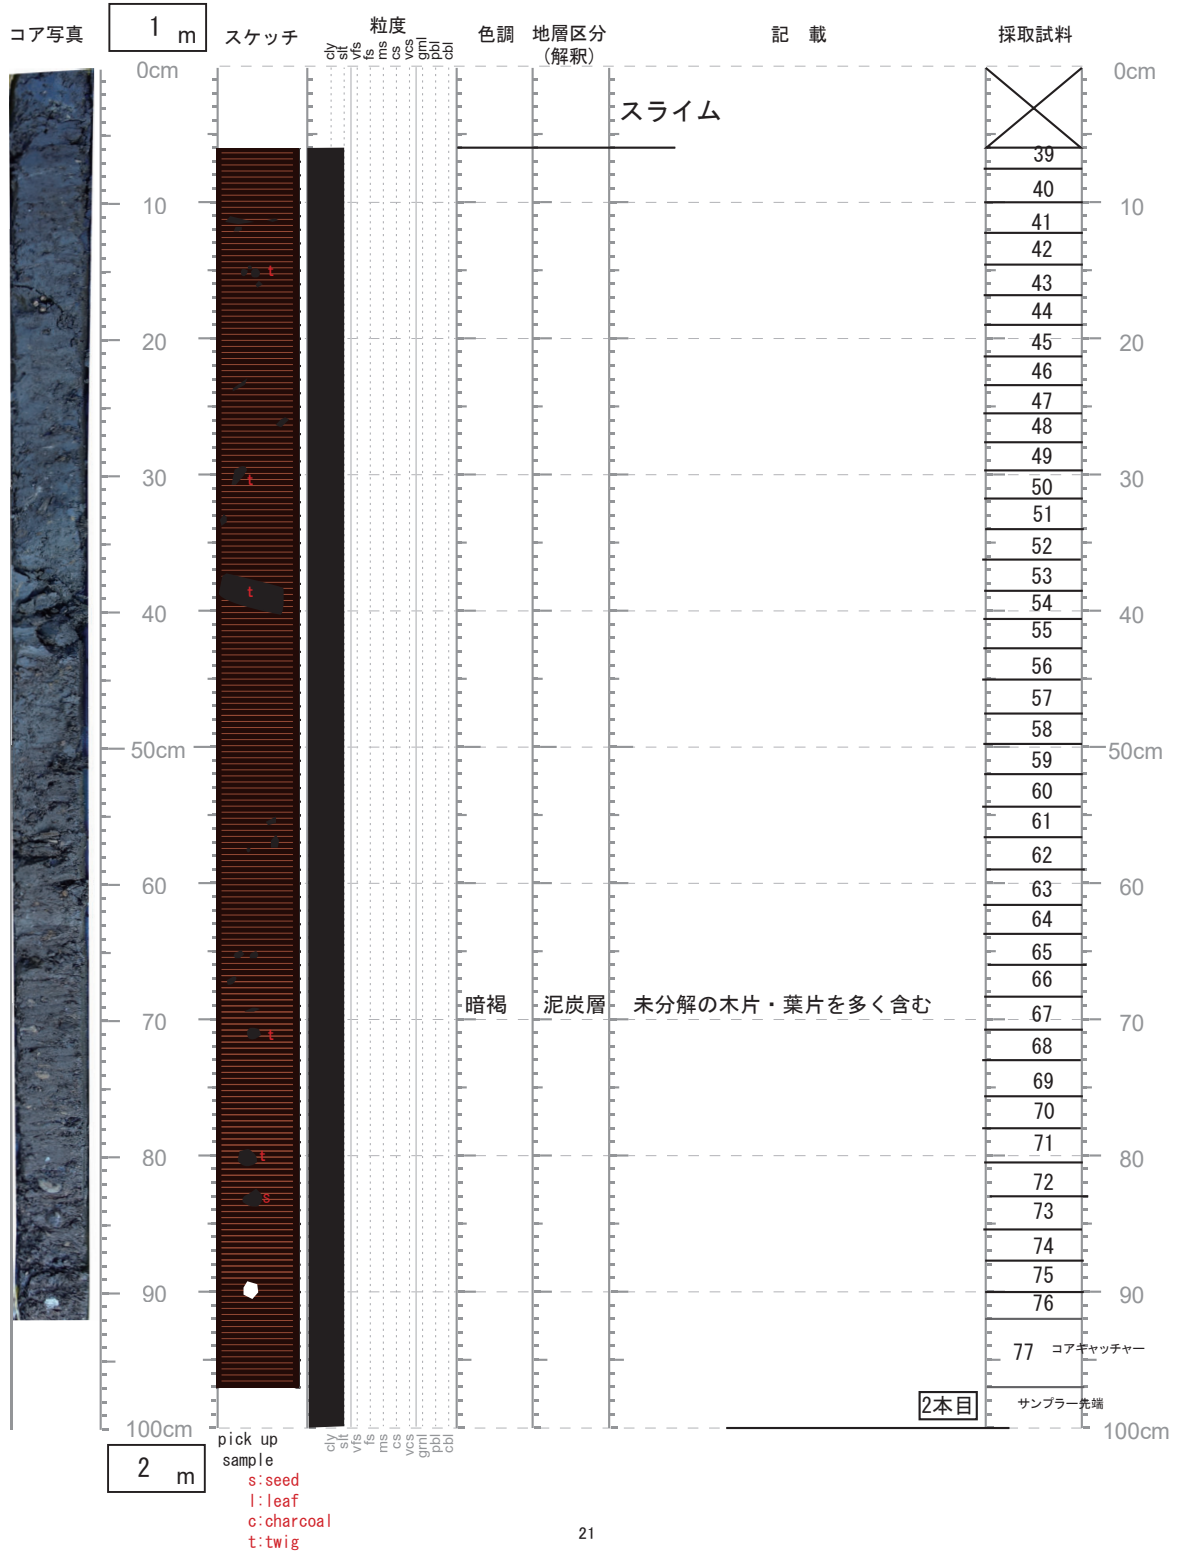 コア写真
1 m
スケッチ
粒度
cly
slt
vfs
fs
ms
cs
vcs
grnl
pbl
cbl
色調
地層区分
(解釈)
記 載
採取試料
0cm
0cm
スライム
39
10
40
10
41
t
42
43
44
20
45
20
46
47
48
49
30
t
30
50
51
52
t
53
54
40
40
55
56
57
58
50cm
50cm
59
60
61
62
60
60
63
64
65
66
暗褐
泥炭層
未分解の木片・葉片を多く含む
67
70
70
t
68
69
70
71
80
t
80
72
s
73
74
75
90
90
76
77
コアキャッチャー
2本目
サンプラー先端
100cm
100cm
cly
slt
vfs
fs
ms
cs
vcs
grnl
pbl
cbl
2 m
pick up
sample
s:seed
l:leaf
c:charcoal
t:twig
21